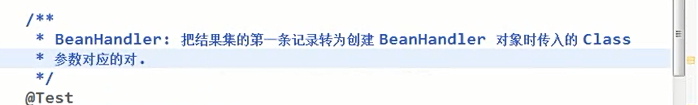 /**
* BeanHandler: 把结果集的第一条记录转为创建 BeanHandler 对象时传入的 Class
* 参数对应的对.
*/
@Test